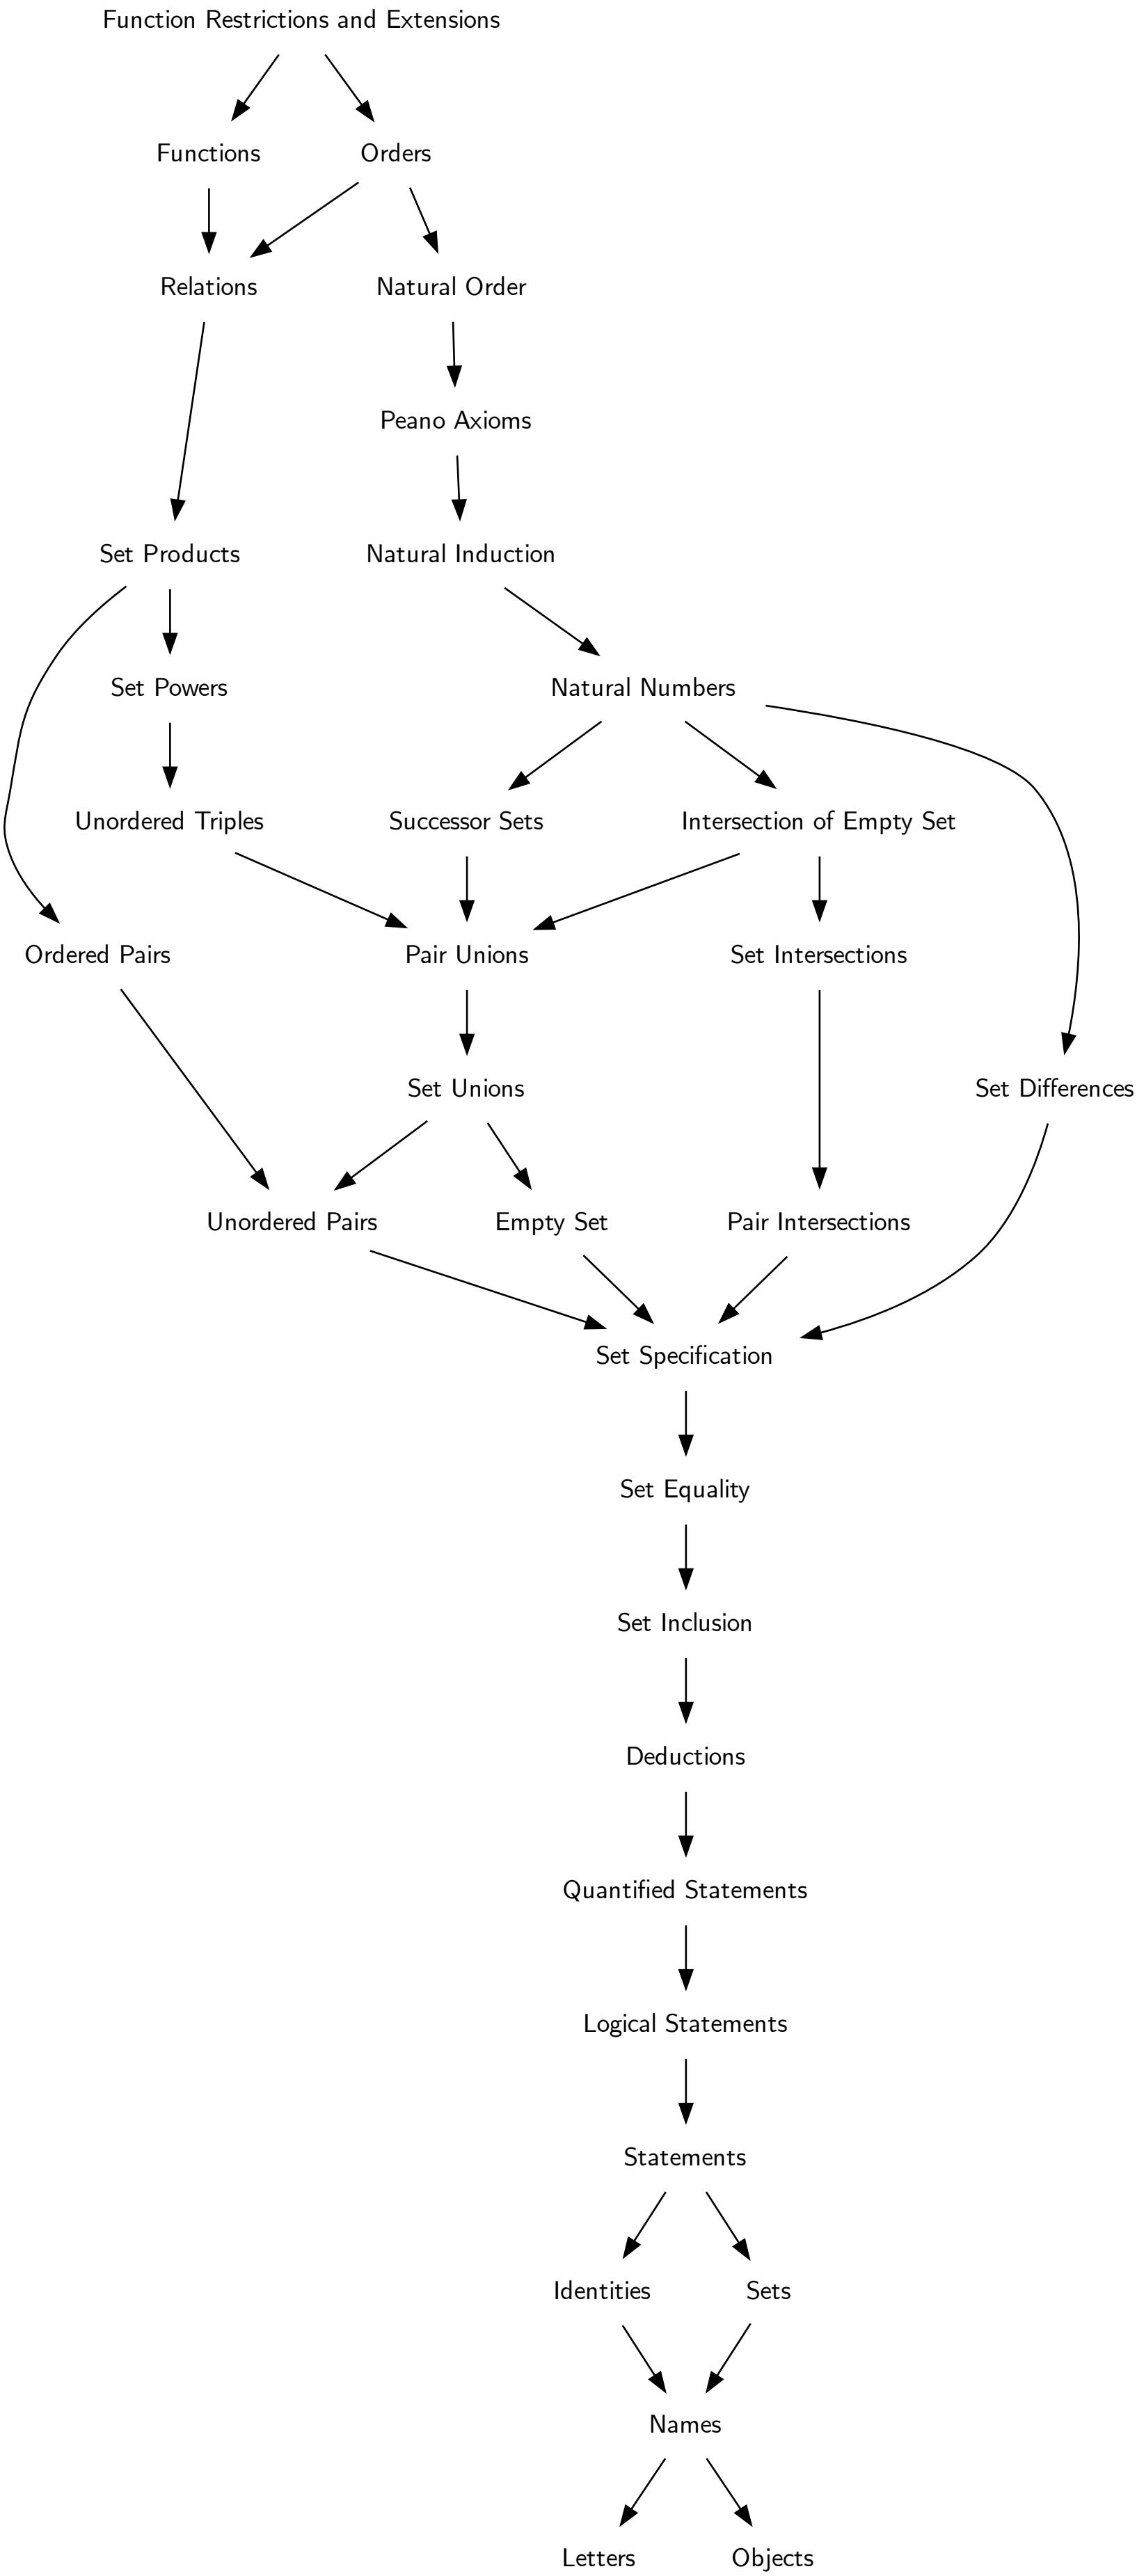 Function Restrictions and Extensions
Functions
Orders
Relations
Natural Order
Peano Axioms
Set Products
Natural Induction
Set Powers
Natural Numbers
Unordered Triples
Successor Sets
Intersection of Empty Set
Ordered Pairs
Pair Unions
Set Intersections
Set Unions
Set Differences
Unordered Pairs
Empty Set
Pair Intersections
Set Specification
Set Equality
Set Inclusion
Deductions
Quantified Statements
Logical Statements
Statements
Identities
Sets
Names
Letters
Objects